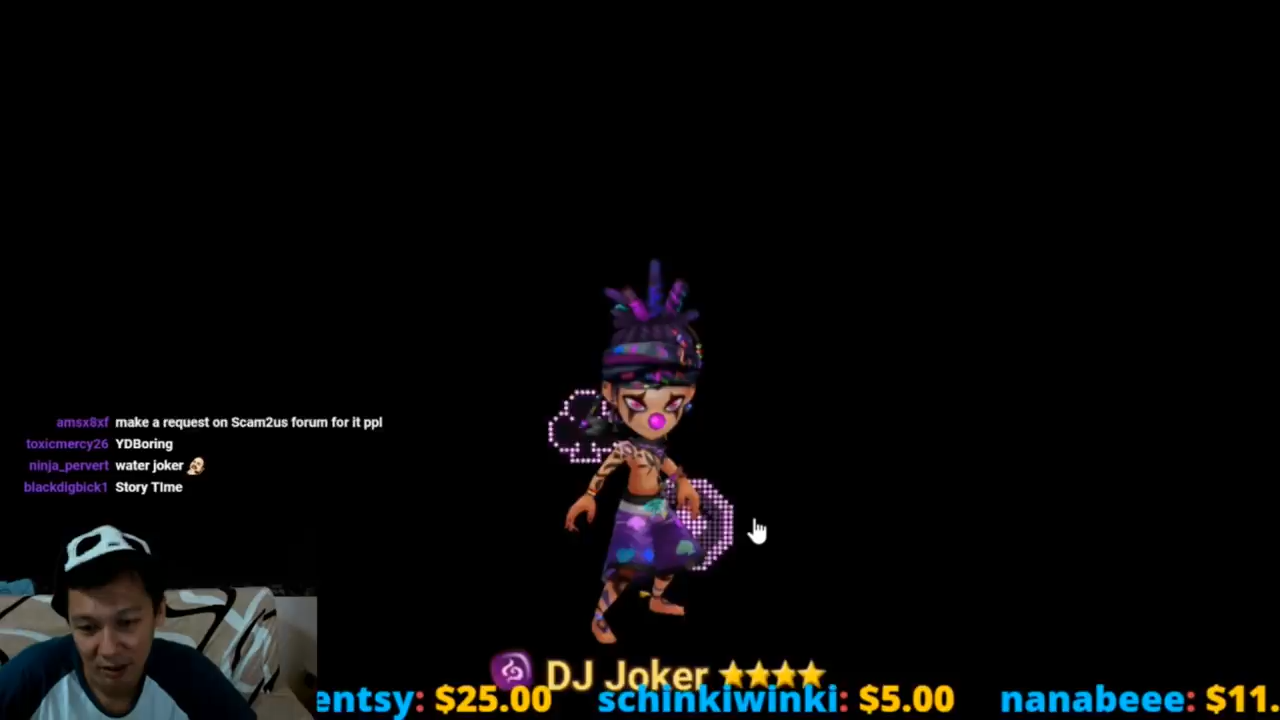 amsx8xf make a request on Scam2us forum for it ppl
toxicmercy26 YDBoring
ninja_pervert water joker
blackdigbick1 Story TIme
DJ Joker ★★★★
entsy: $25.00 schinkiwinki: $5.00 nanabeee: $11.